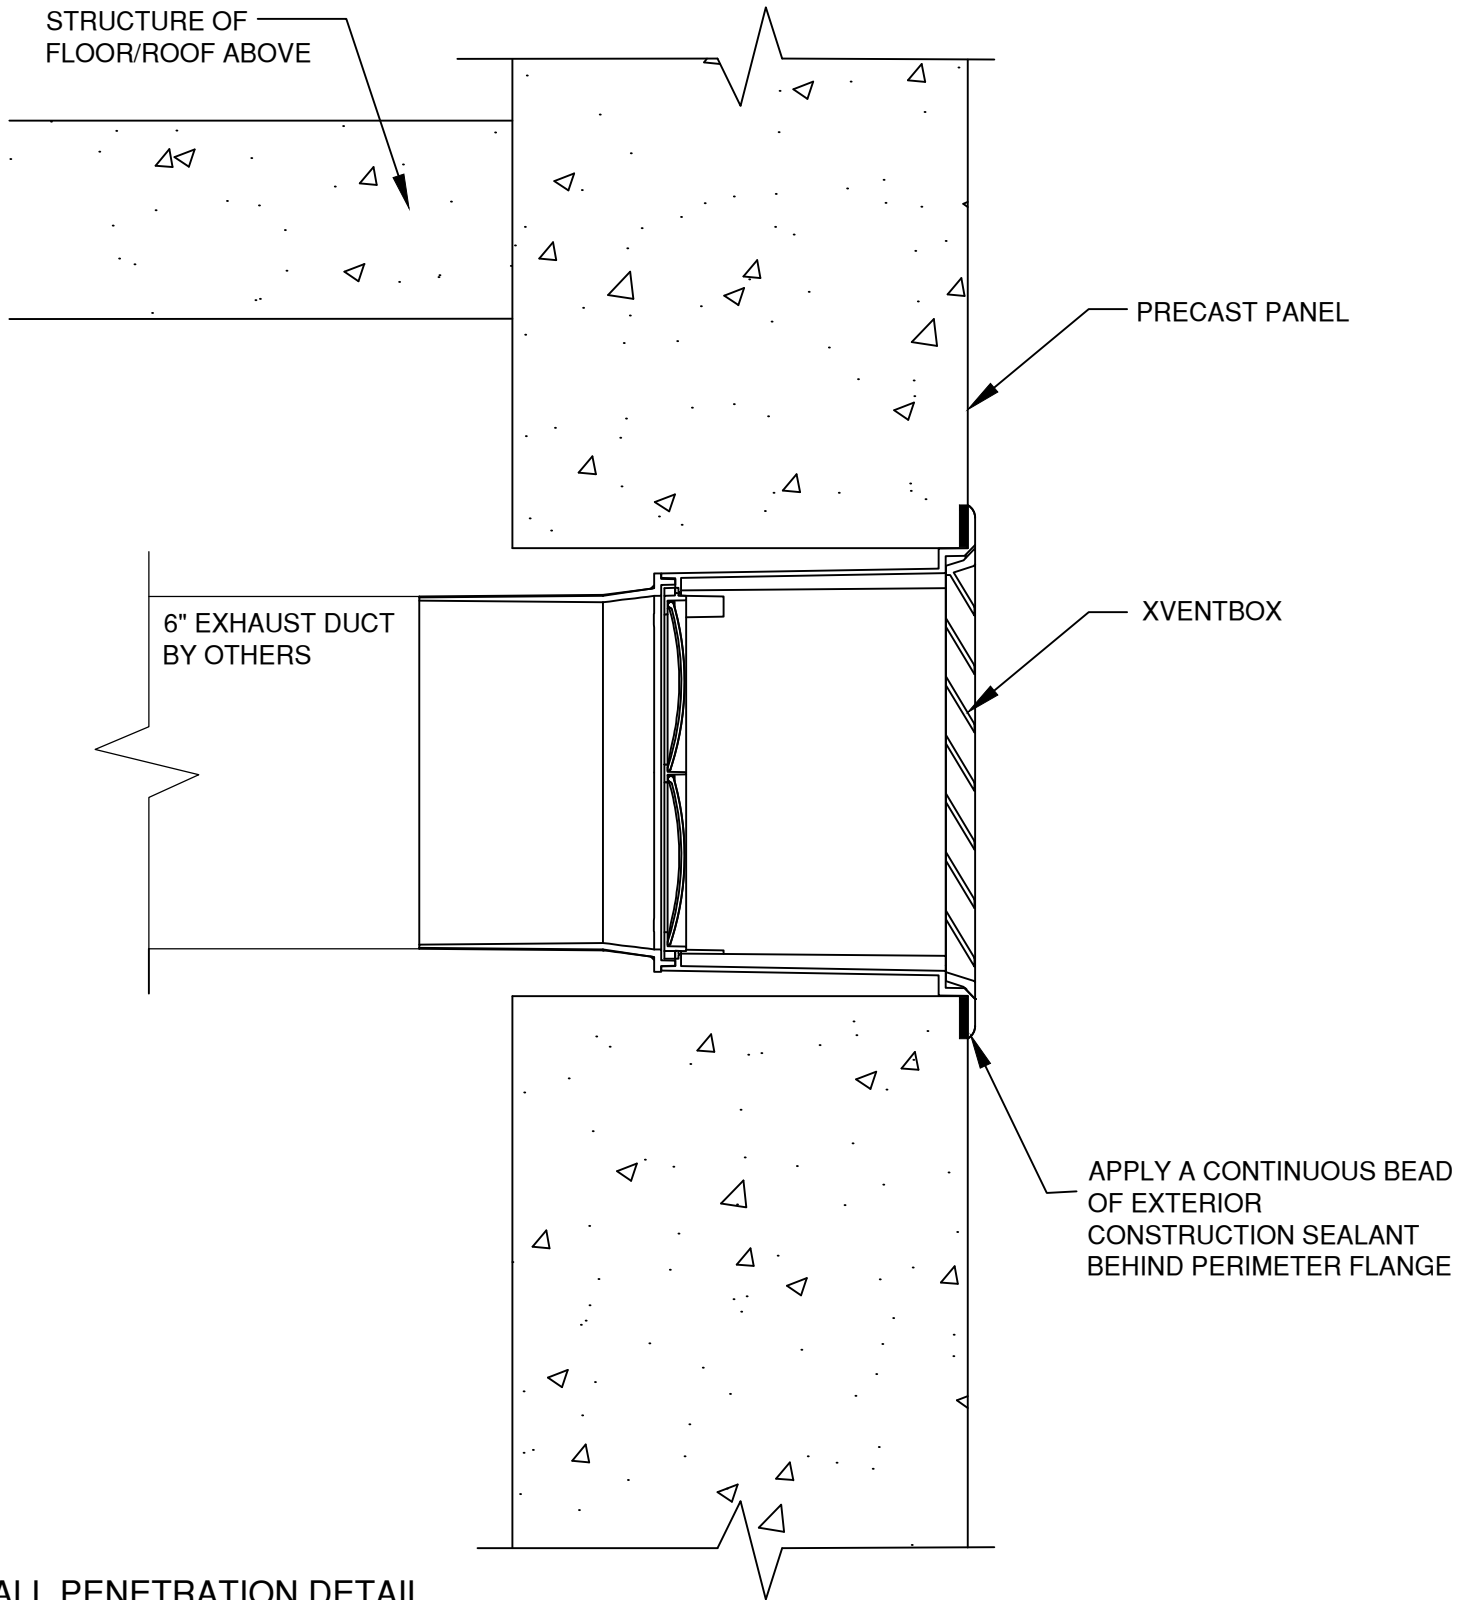 STRUCTURE OF
FLOOR/ROOF ABOVE
PRECAST PANEL
6" EXHAUST DUCT
BY OTHERS
XVENTBOX
APPLY A CONTINUOUS BEAD
OF EXTERIOR
CONSTRUCTION SEALANT
BEHIND PERIMETER FLANGE
PENETRATION DETAIL